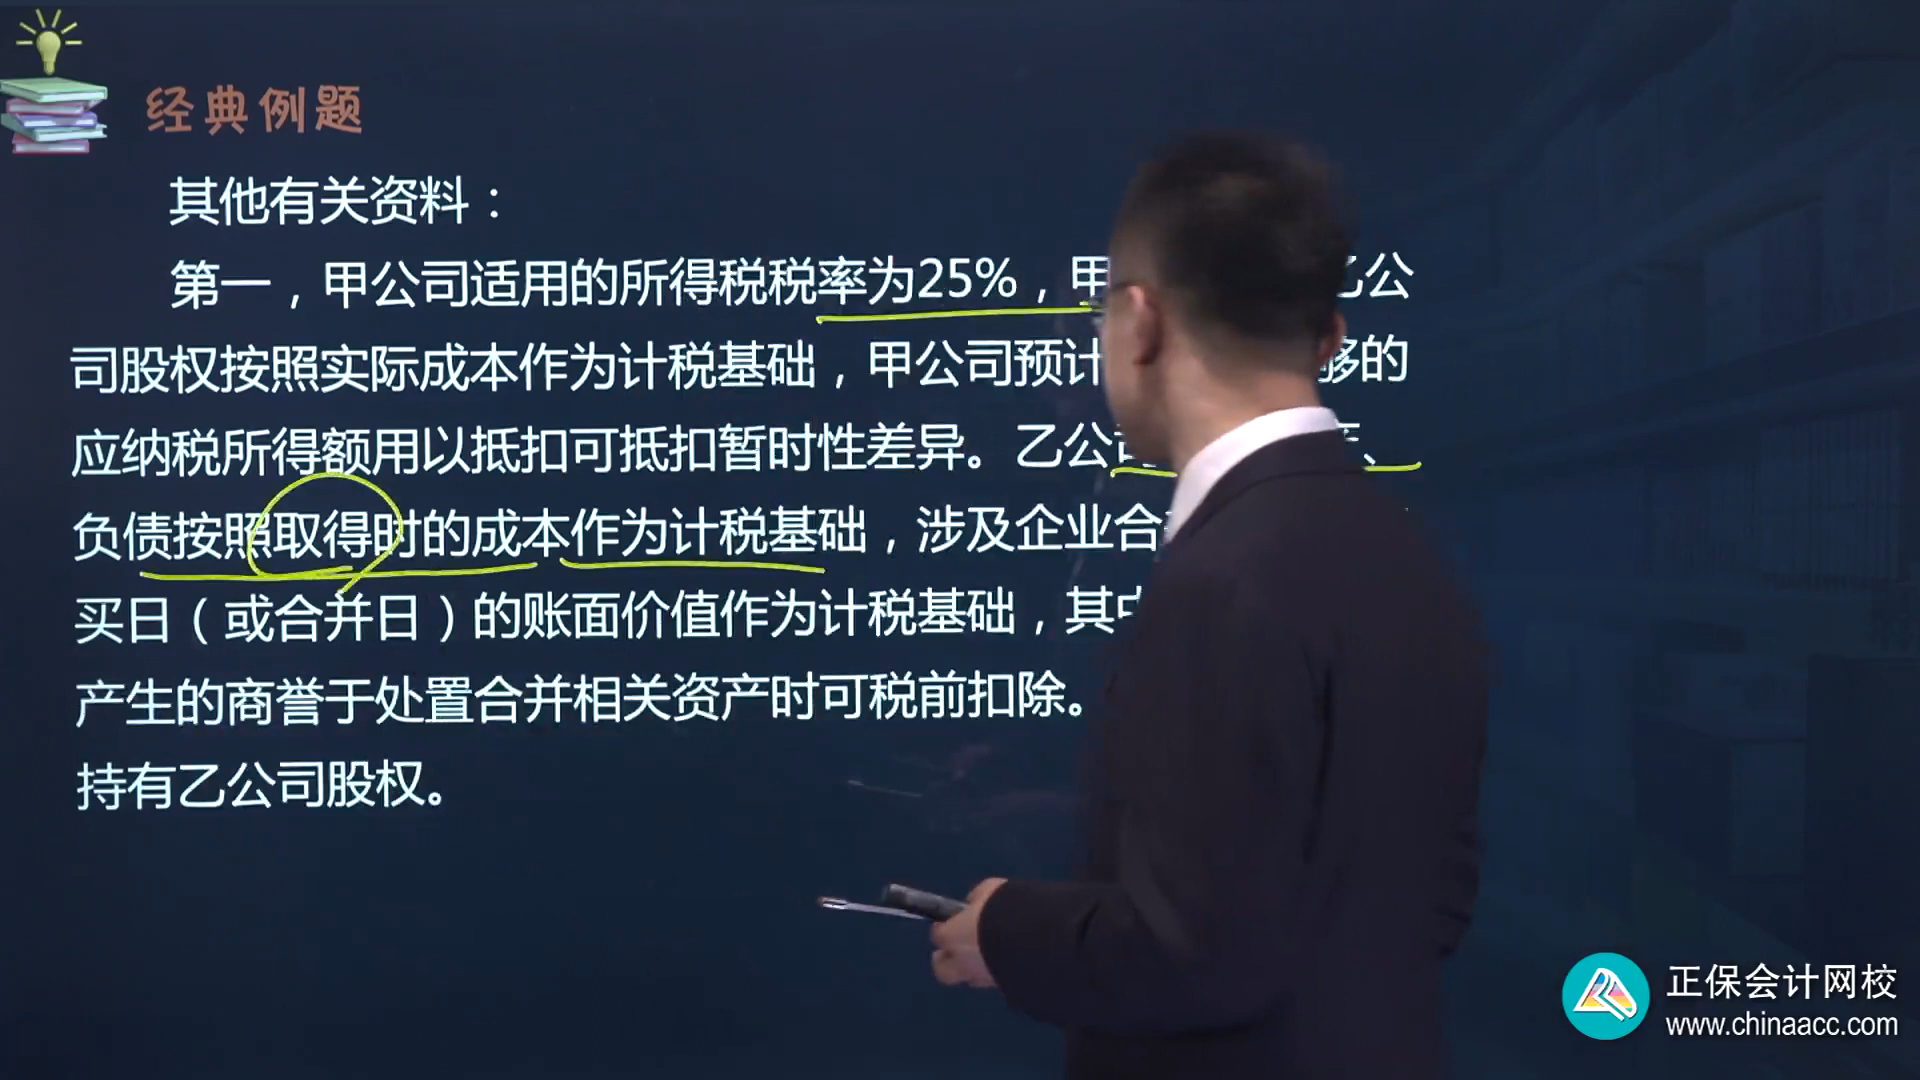 经典例题
其他有关资料：
第一，甲公司适用的所得税税率为25%，甲 乙公
司股权按照实际成本作为计税基础，甲公司预计 够的
应纳税所得额用以抵扣可抵扣暂时性差异。乙公司 、
负债按照取得时的成本作为计税基础，涉及企业合
买日（或合并日）的账面价值作为计税基础，其中
产生的商誉于处置合并相关资产时可税前扣除。
持有乙公司股权。
正保会计网校
www.chinaacc.com